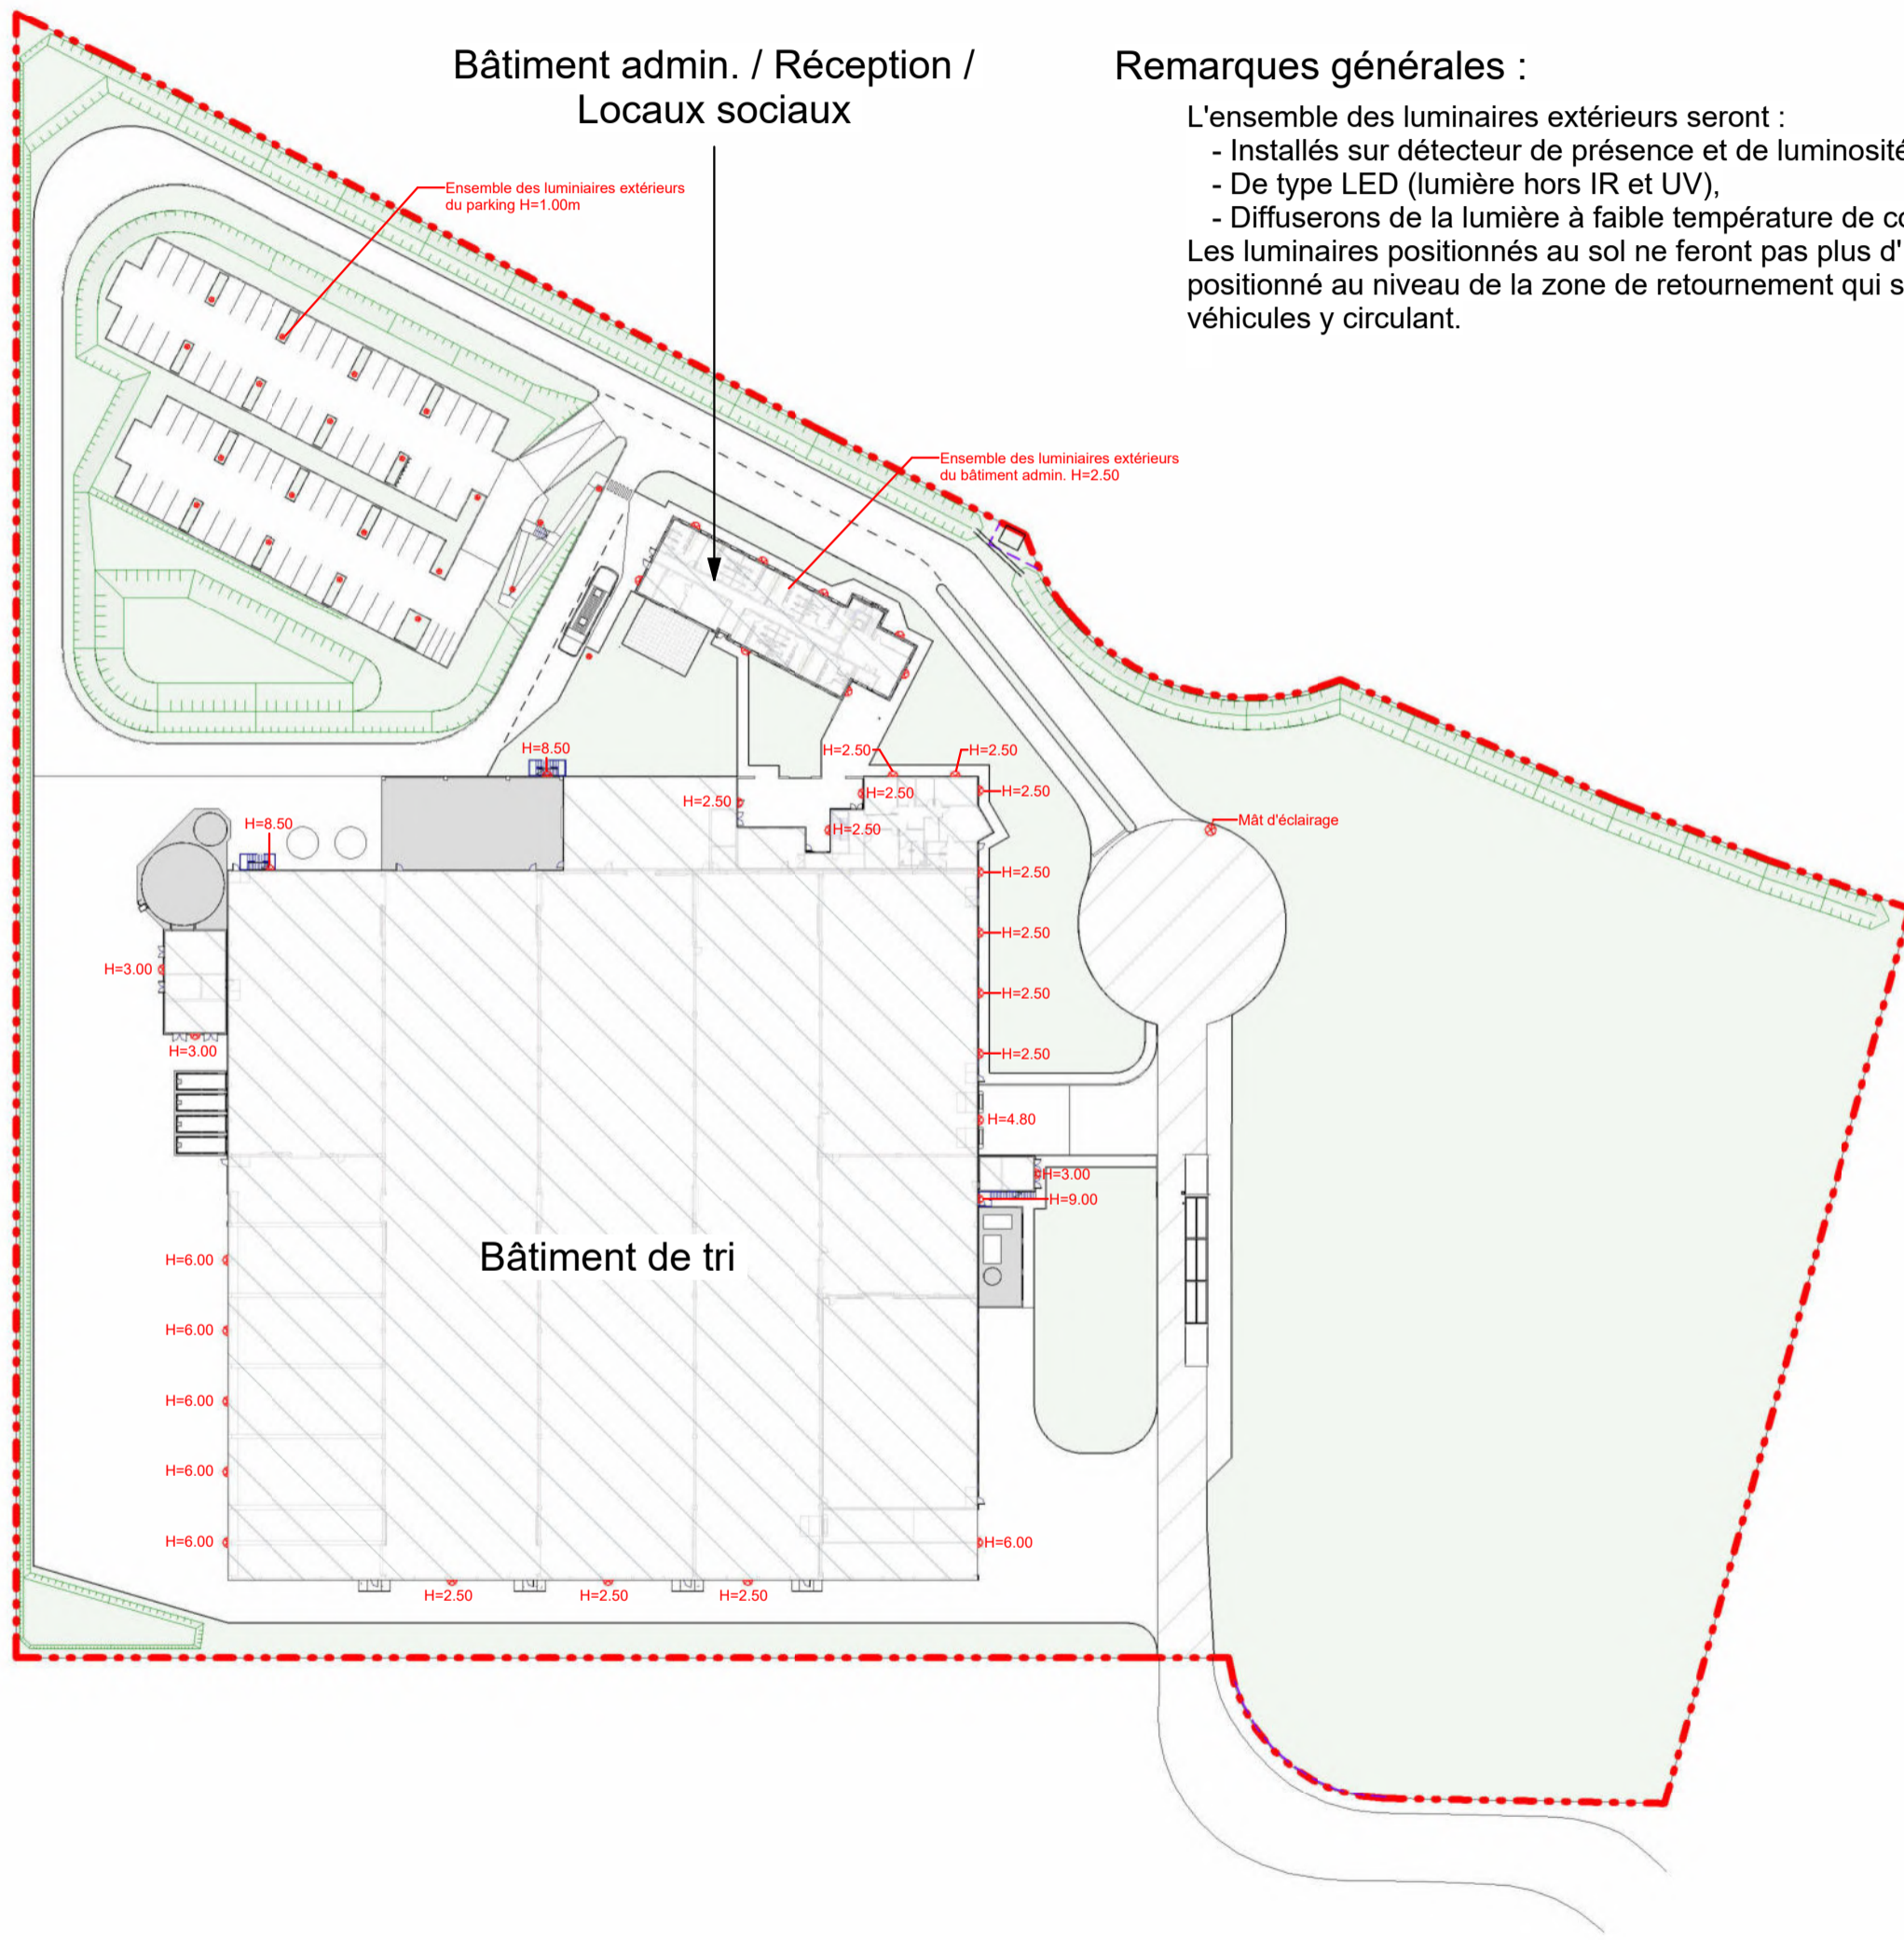 Bâtiment admin. / Réception /
Locaux sociaux
Remarques générales :
L'ensemble des luminaires extérieurs seront :
- Installés sur détecteur de présence et de luminosité
- De type LED (lumière hors IR et UV),
- Diffuserons de la lumière à faible température de
Les luminaires positionnés au sol ne feront pas plus d'
positionné au niveau de la zone de retournement qui
véhicules y circulant.
Ensemble des luminiaires extérieurs
du parking H=1.00m
Ensemble des luminiaires extérieurs
du bâtiment admin. H=2.50
H=8.50
H=2.50
H=2.50
H=2.50
H=2.50
H=2.50
H=2.50
H=8.50
Mât d'éclairage
H=2.50
H=2.50
H=3.00
H=2.50
H=3.00
H=2.50
H=4.80
H=3.00
H=9.00
Bâtiment de tri
H=6.00
H=6.00
H=6.00
H=6.00
H=6.00
H=6.00
H=2.50
H=2.50
H=2.50